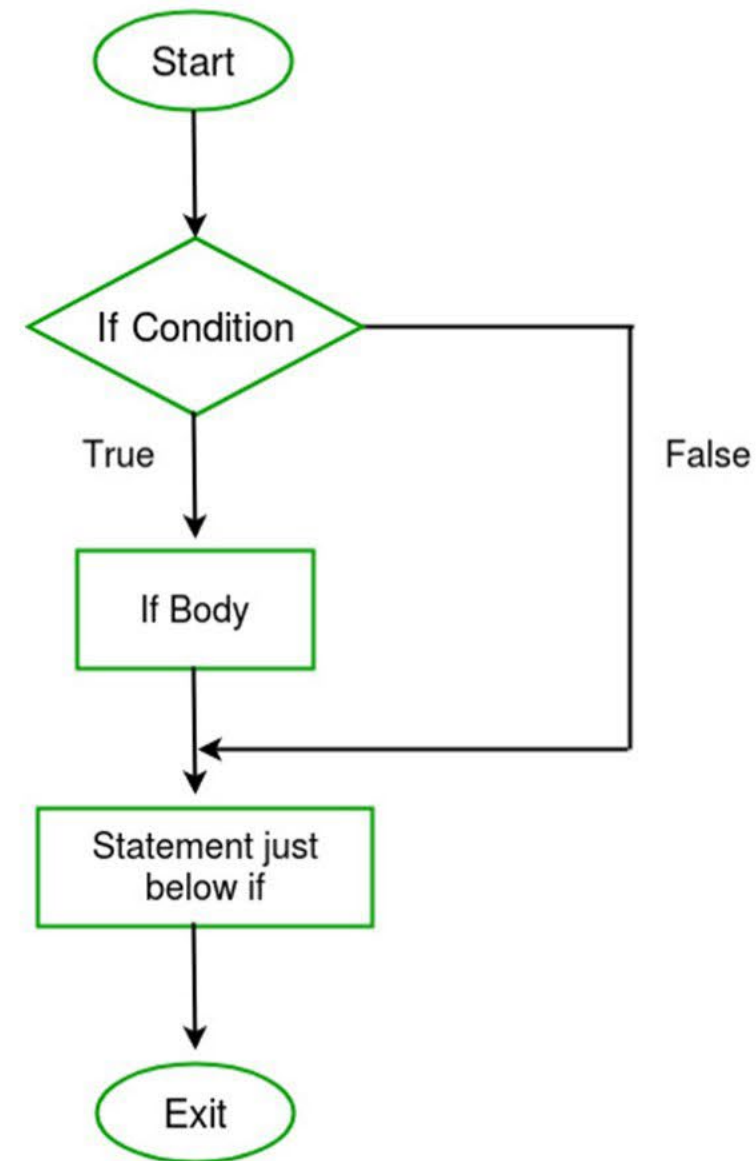 Start
If Condition
True
False
If Body
Statement just
below if
Exit